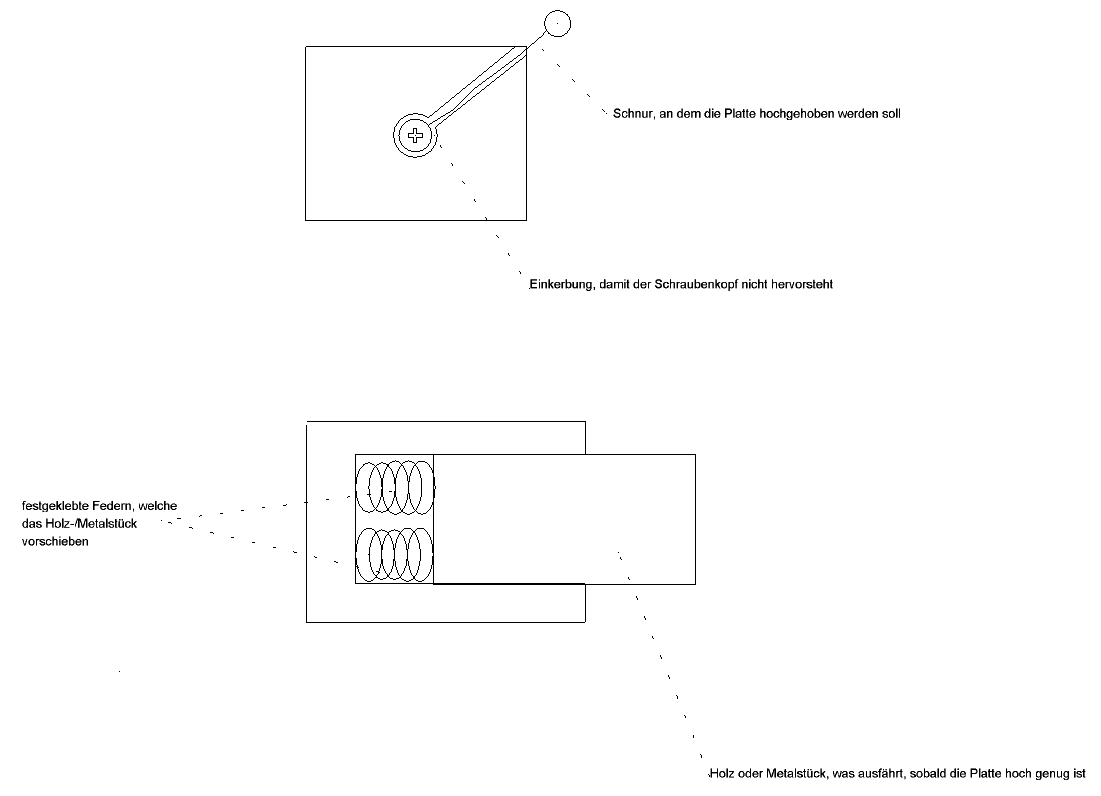 Schnur, an dem die Platte hochgehoben werden soll
Einkerbung, damit der Schraubenkopf nicht hervorsteht
festgeklebte Federn, welche
das Holz-/Metalstück
vorschieben
Holz oder Metalstück, was ausfährt, sobald die Platte hoch genug ist